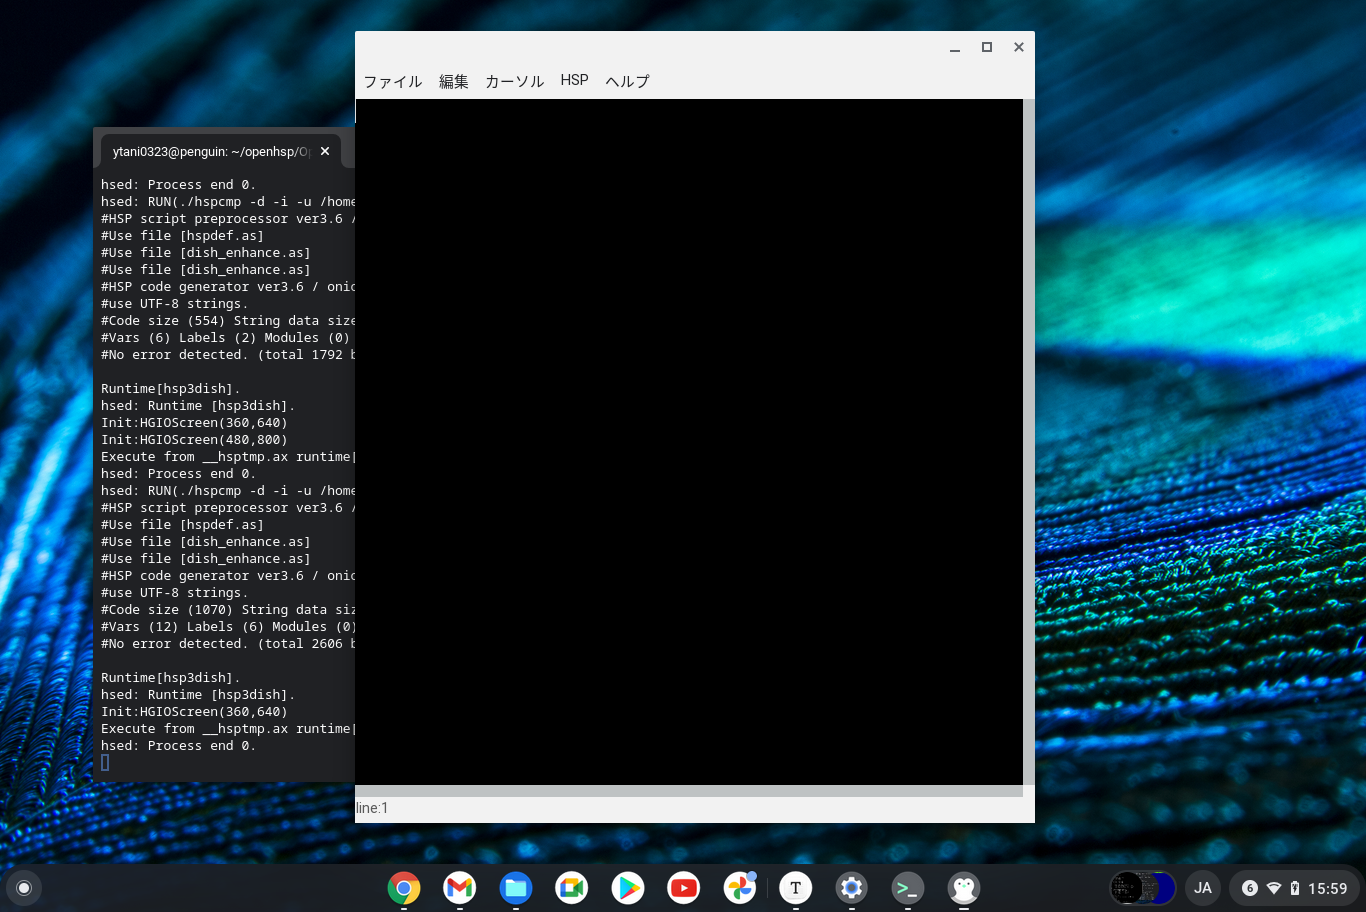 ファイル 編集 カーソル HSP ヘルプ
ytani0323@penguin: ~/openhsp/O
hsed: Process end 0.
hsed: RUN(./hspcmp -d -i -u /home
#HSP script preprocessor ver3.6 /
#Use file [hspdef.as]
#Use file [dish_enhance.as]
#Use file [dish_enhance.as]
#HSP code generator ver3.6 / onio
#use UTF-8 strings.
#Code size (554) String data size
#Vars (6) Labels (2) Modules (0)
#No error detected. (total 1792 b
Runtime[hsp3dish].
hsed: Runtime [hsp3dish].
Init:HGIOScreen(360,640)
Init:HGIOScreen(480,800)
Execute from __hsptmp.ax runtime[
hsed: Process end 0.
hsed: RUN(./hspcmp -d -i -u /home
#HSP script preprocessor ver3.6 /
#Use file [hspdef.as]
#Use file [dish_enhance.as]
#Use file [dish_enhance.as]
#HSP code generator ver3.6 / onio
#use UTF-8 strings.
#Code size (1070) String data siz
#Vars (12) Labels (6) Modules (0)
#No error detected. (total 2606 b
Runtime[hsp3dish].
hsed: Runtime [hsp3dish].
Init:HGIOScreen(360,640)
Execute from __hsptmp.ax runtime[
hsed: Process end 0.
line:1
T
JA
6
15:59